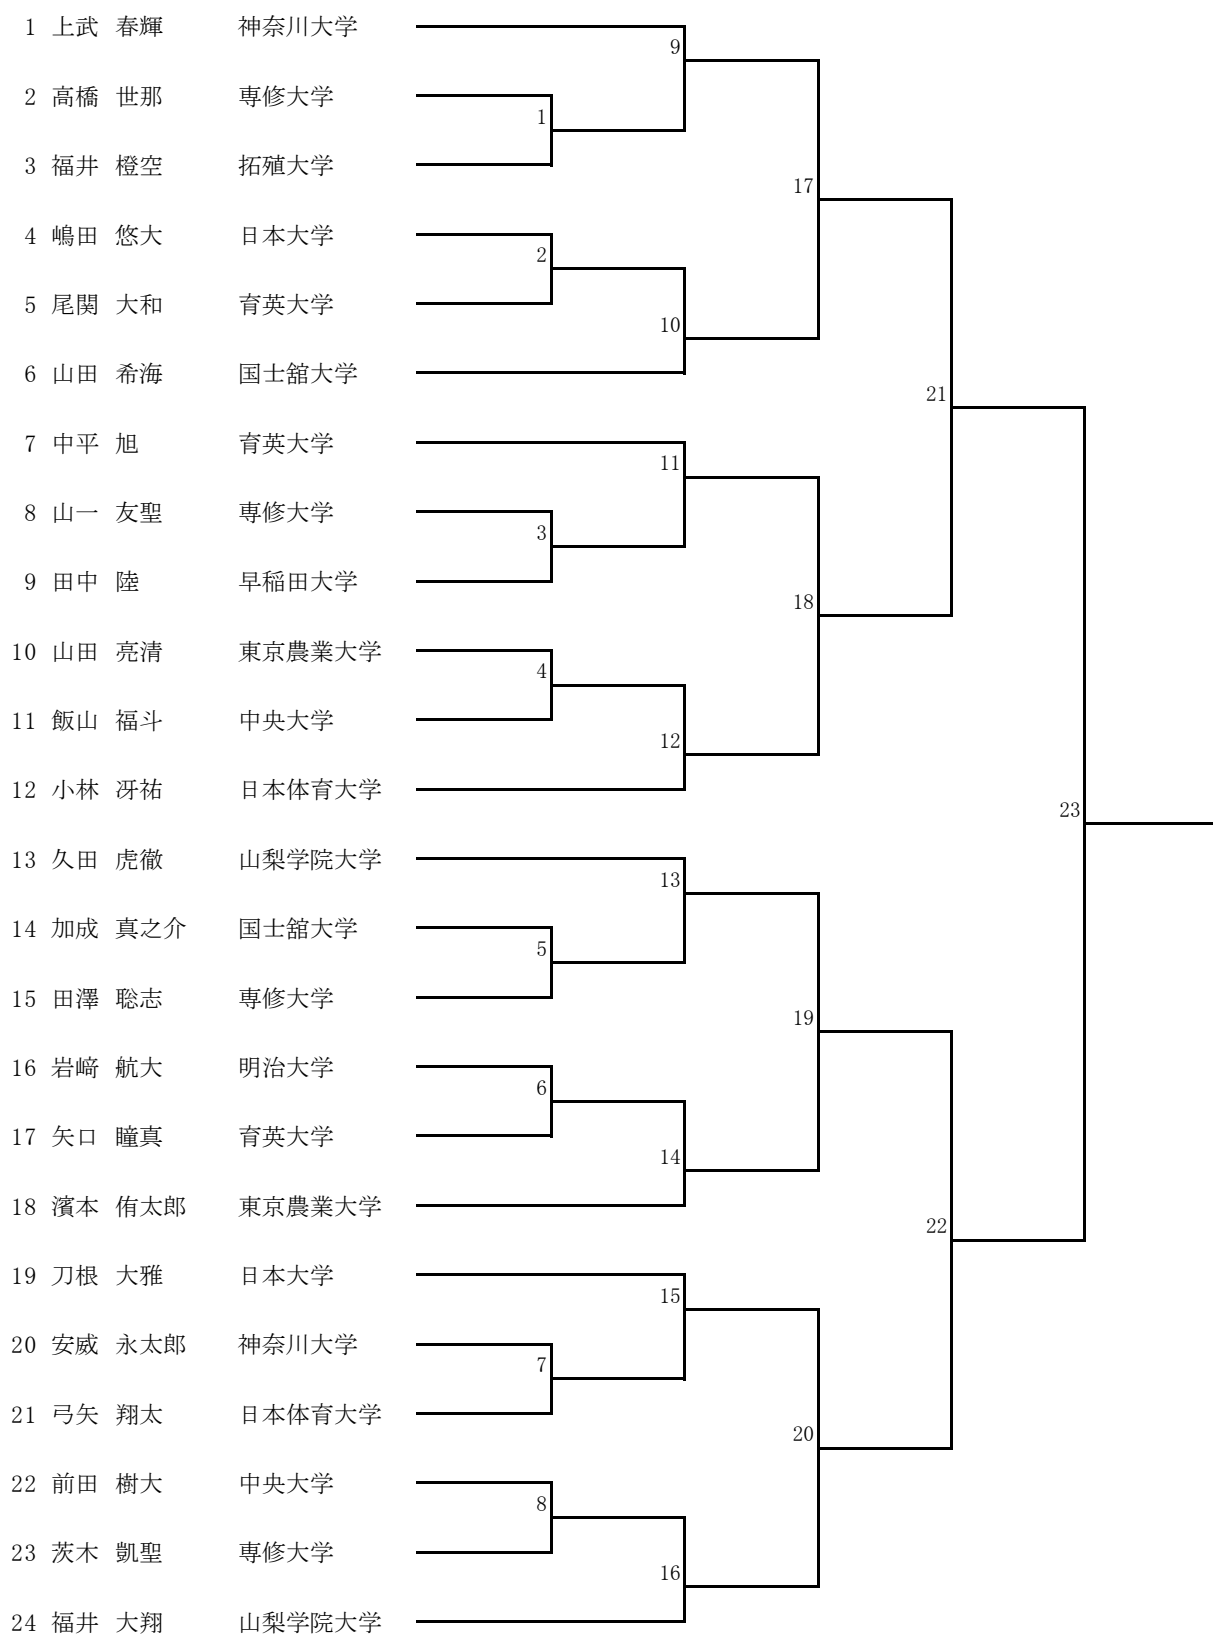 1 上武 春輝 神奈川大学
9
2 高橋 世那 専修大学
1
3 福井 橙空 拓殖大学
17
4 嶋田 悠大 日本大学
2
5 尾関 大和 育英大学
10
6 山田 希海 国士舘大学
21
7 中平 旭 育英大学
11
8 山一 友聖 専修大学
3
9 田中 陸 早稲田大学
18
10 山田 亮清 東京農業大学
4
11 飯山 福斗 中央大学
12
12 小林 冴祐 日本体育大学
23
13 久田 虎徹 山梨学院大学
13
14 加成 真之介 国士舘大学
5
15 田澤 聡志 専修大学
19
16 岩﨑 航大 明治大学
6
17 矢口 瞳真 育英大学
14
18 濱本 侑太郎 東京農業大学
22
19 刀根 大雅 日本大学
15
20 安威 永太郎 神奈川大学
7
21 弓矢 翔太 日本体育大学
20
22 前田 樹大 中央大学
8
23 茨木 凱聖 専修大学
16
24 福井 大翔 山梨学院大学